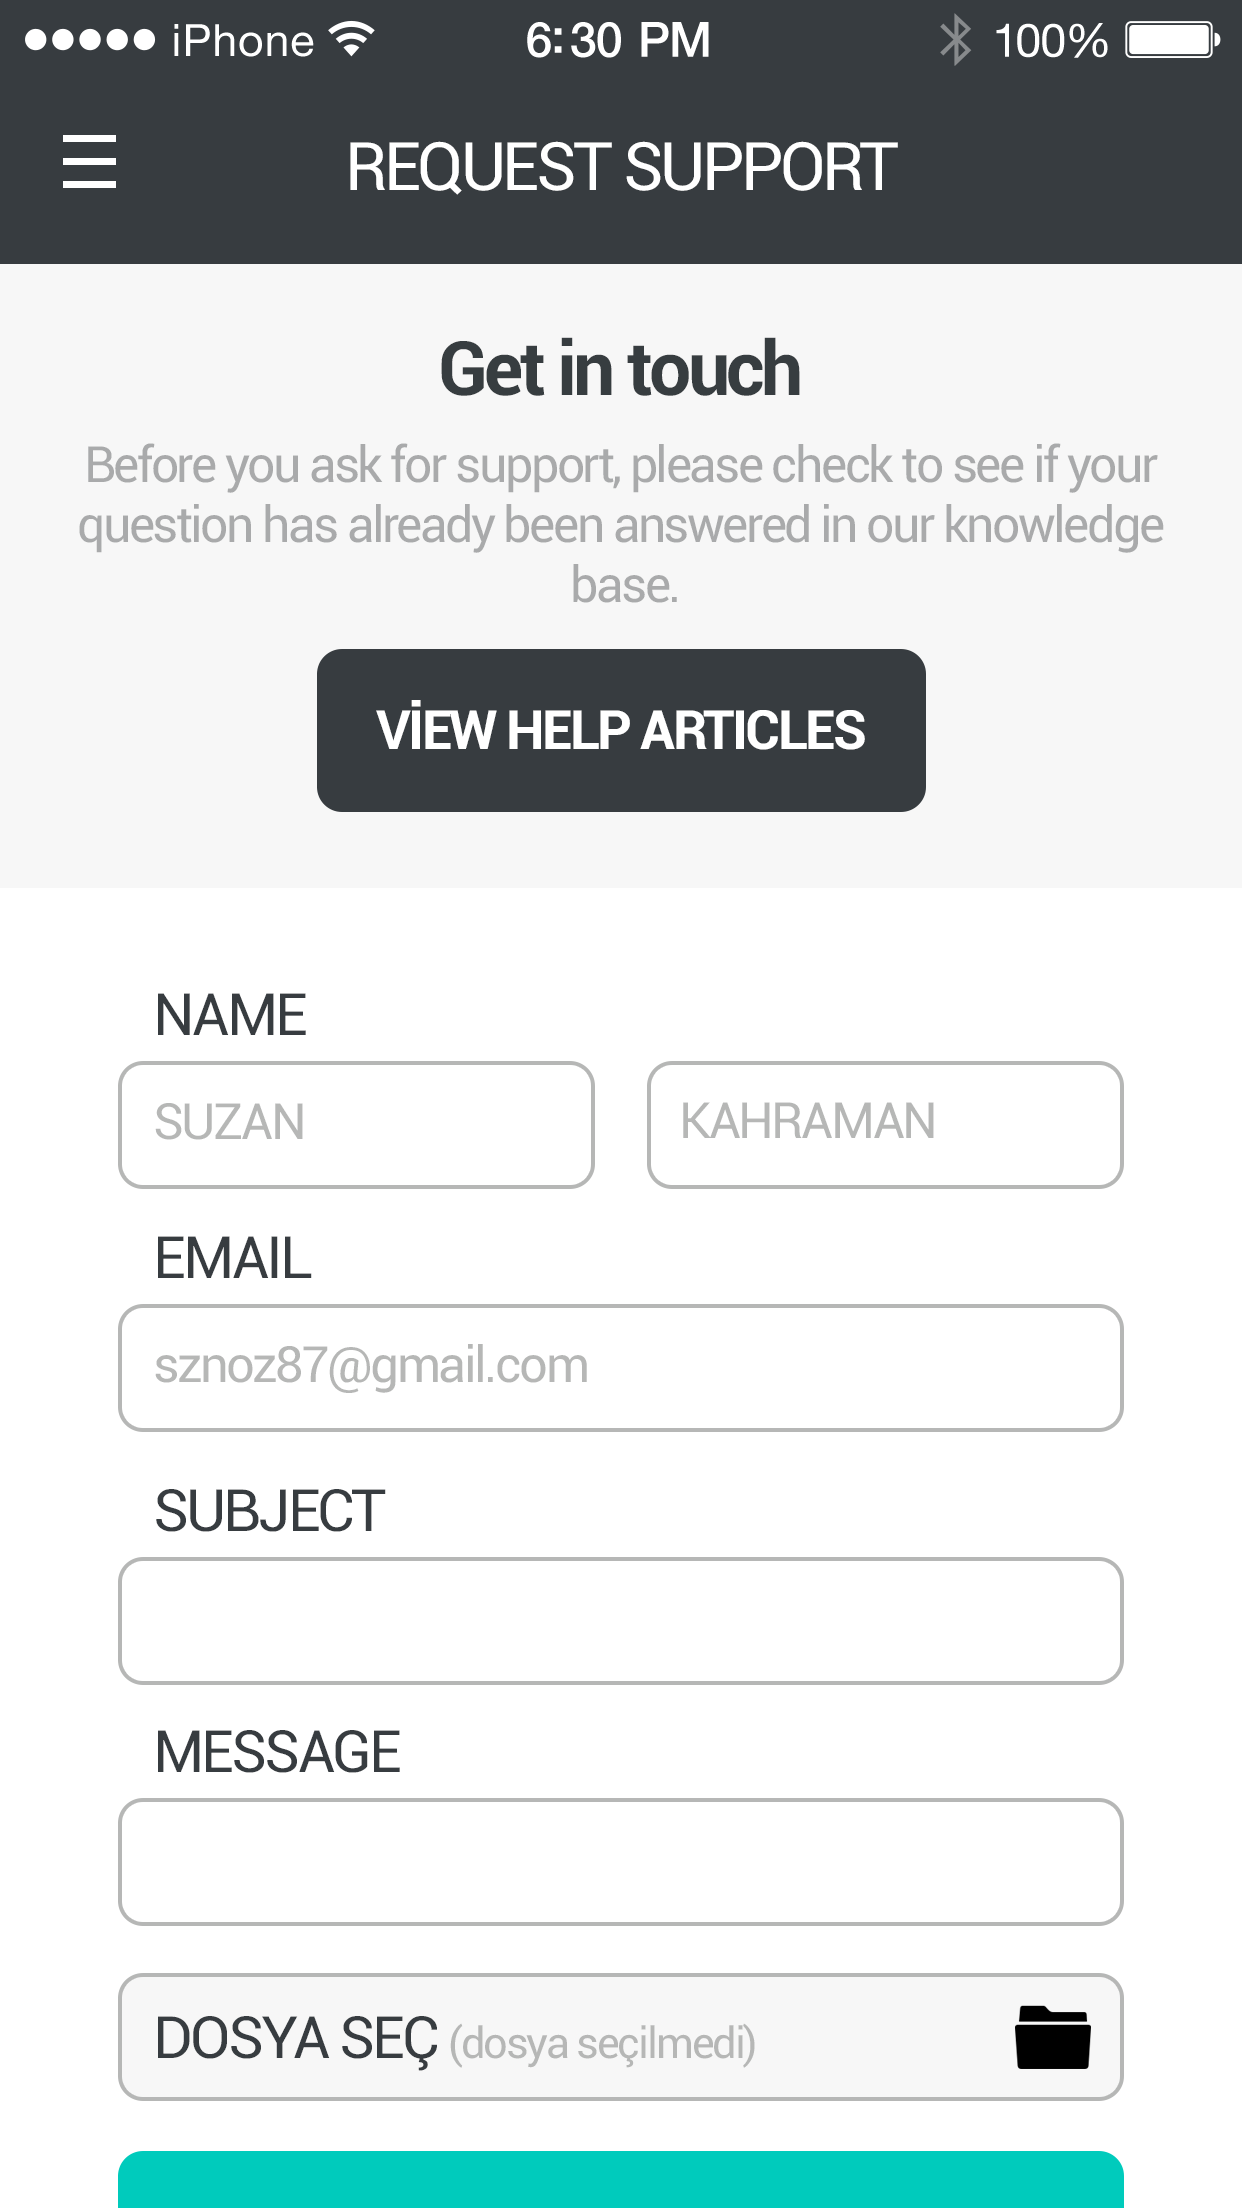 iPhone 6:30 PM 100%
REQUEST SUPPORT
Get in touch
Before you ask for support, please check to see if your
question has already been answered in our knowledge
base.
VİEW HELP ARTICLES
NAME
SUZAN KAHRAMAN
EMAIL
sznoz87@gmail.com
SUBJECT
MESSAGE
DOSYA SEÇ (dosya seçilmedi)